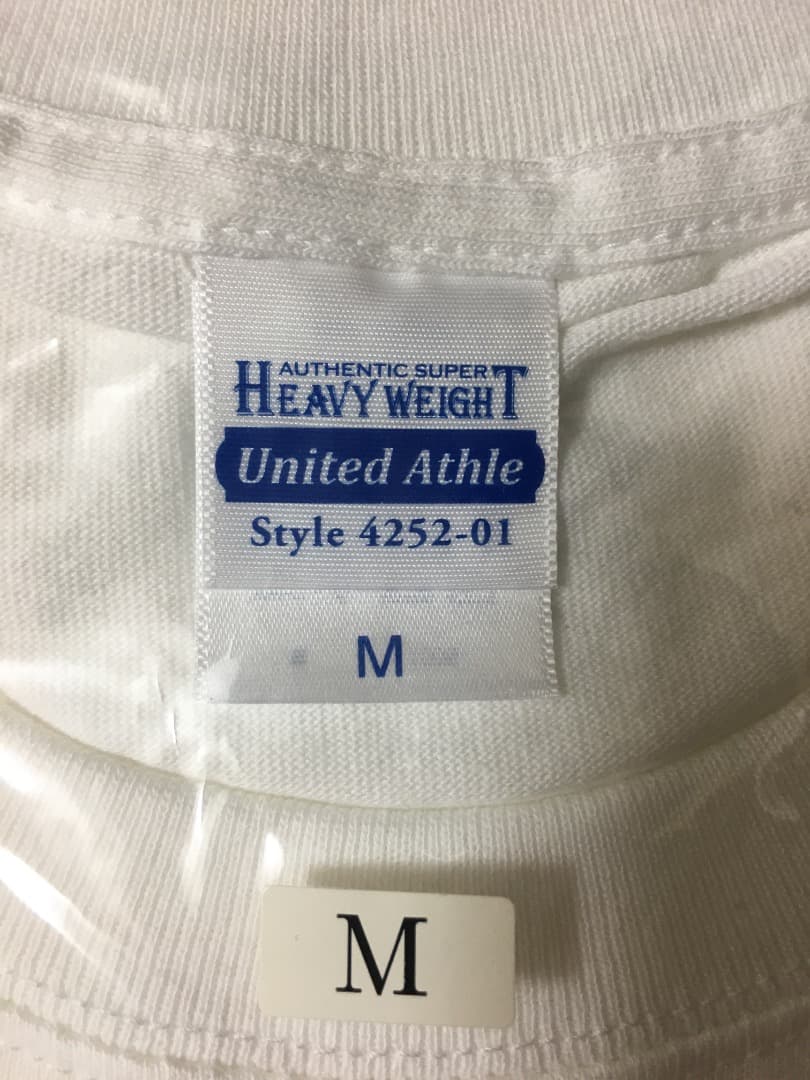 AUTHENTIC SUPER
HEAVY WEIGHT
United Athle
Style 4252-01
M
M